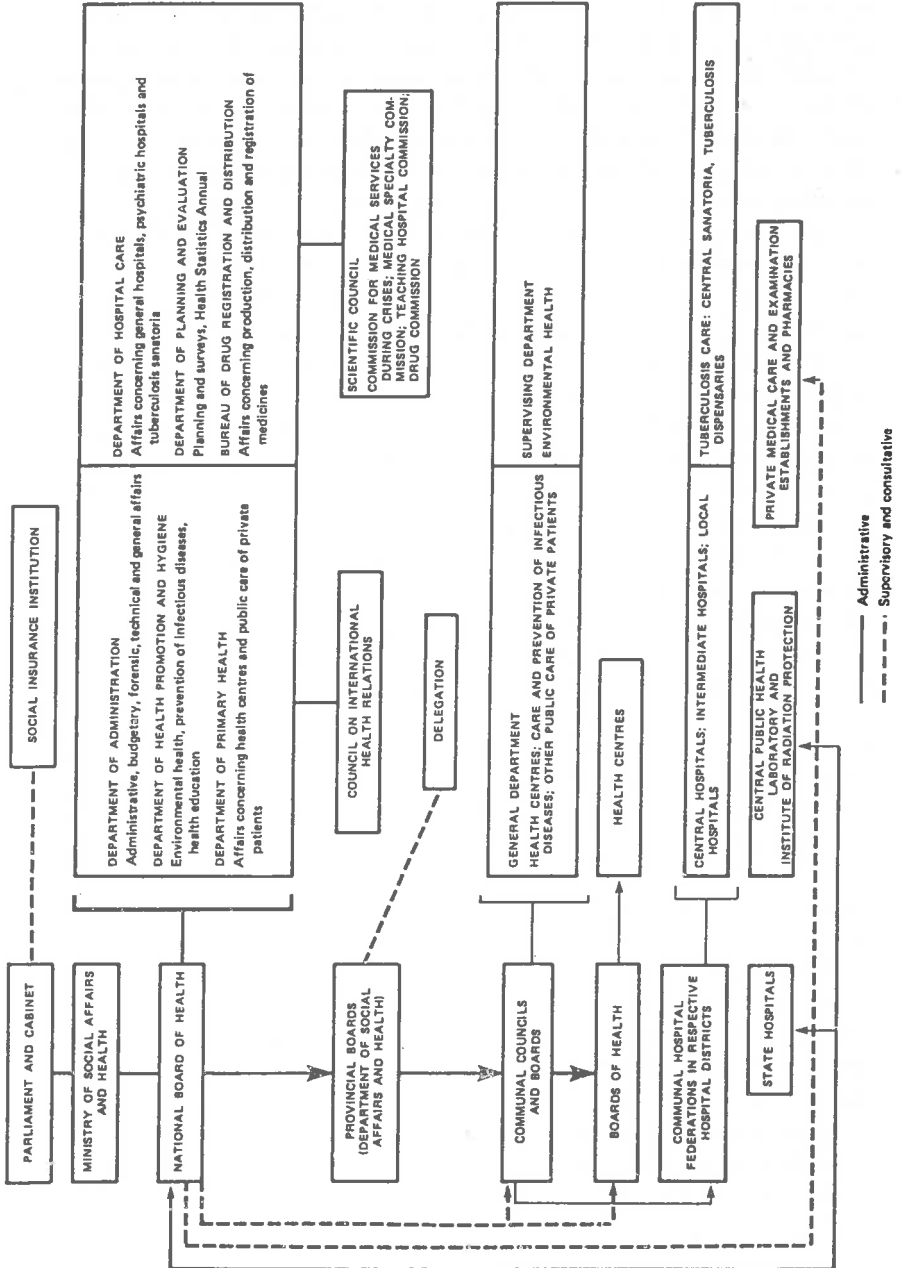 PARLIAMENT AND CABINET
SOCIAL INSURANCE INSTITUTION
MINISTRY OF SOCIAL AFFAIRS
AND HEALTH
NATIONAL BOARD OF HEALTH
DEPARTMENT OF ADMINISTRATION
Administrative, budgetary, forensic, technical and general affairs
DEPARTMENT OF HEALTH PROMOTION AND HYGIENE
Environmental health, prevention of infectious diseases,
health education
DEPARTMENT OF PRIMARY HEALTH
Affairs concerning health centres and public care of private
patients
DEPARTMENT OF HOSPITAL CARE
Affairs concerning general hospitals, psychiatric hospitals and
tuberculosis sanatoria
DEPARTMENT OF PLANNING AND EVALUATION
Planning and surveys, Health Statistics Annual
BUREAU OF DRUG REGISTRATION AND DISTRIBUTION
Affairs concerning production, distribution and registration of
medicines
COUNCIL ON INTERNATIONAL
HEALTH RELATIONS
SCIENTIFIC COUNCIL
COMMISSION FOR MEDICAL SERVICES
DURING CRISES; MEDICAL SPECIALTY COM-
MISSION; TEACHING HOSPITAL COMMISSION;
DRUG COMMISSION
PROVINCIAL BOARDS
(DEPARTMENT OF SOCIAL
AFFAIRS AND HEALTH)
DELEGATION
COMMUNAL COUNCILS
AND BOARDS
GENERAL DEPARTMENT
HEALTH CENTRES; CARE AND PREVENTION OF INFECTIOUS
DISEASES; OTHER PUBLIC CARE OF PRIVATE PATIENTS
SUPERVISING DEPARTMENT
ENVIRONMENTAL HEALTH
BOARDS OF HEALTH
HEALTH CENTRES
COMMUNAL HOSPITAL
FEDERATIONS IN RESPECTIVE
HOSPITAL DISTRICTS
CENTRAL HOSPITALS; INTERMEDIATE HOSPITALS; LOCAL
HOSPITALS
TUBERCULOSIS CARE: CENTRAL SANATORIA, TUBERCULOSIS
DISPENSARIES
STATE HOSPITALS
CENTRAL PUBLIC HEALTH
LABORATORY AND
INSTITUTE OF RADIATION PROTECTION
PRIVATE MEDICAL CARE AND EXAMINATION
ESTABLISHMENTS AND PHARMACIES
Administrative
Supervisory and consultative